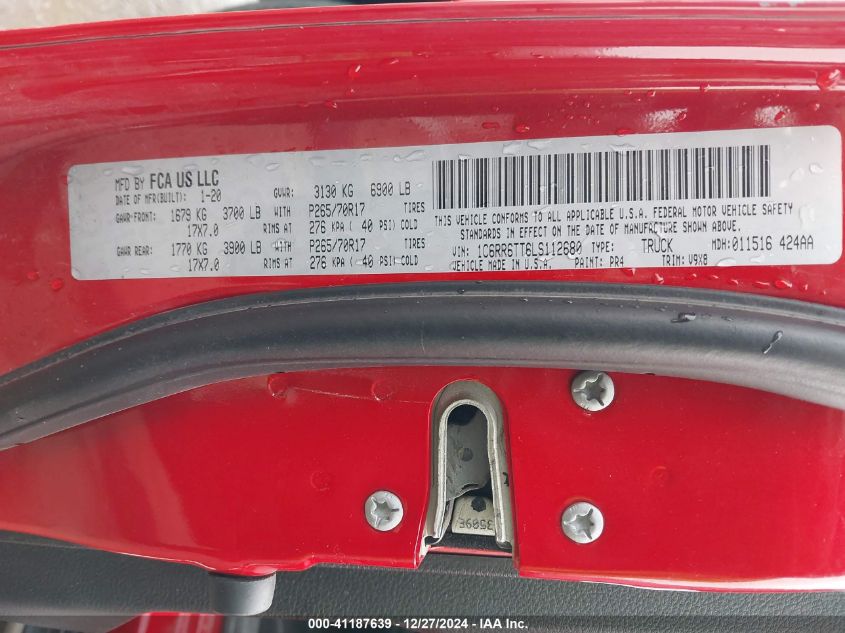 MFD BY FCA US LLC
DATE OF MFR(BUILT): 1-20 GVWR: 3130 KG 6900 LB
GAWR-FRONT: 1679 KG 3700 LB WITH P265/70R17 TIRES
17X7.0 RIMS AT 276 KPA ( 40 PSI) COLD
GAWR REAR: 1770 KG 3900 LB WITH P265/70R17 TIRES
17X7.0 RIMS AT 276 KPA ( 40 PSI) COLD
THIS VEHICLE CONFORMS TO ALL APPLICABLE U.S.A. FEDERAL MOTOR VEHICLE SAFETY
STANDARDS IN EFFECT ON THE DATE OF MANUFACTURE SHOWN ABOVE.
VIN: 1C6RR6TT6LS112680 TYPE: TRUCK MDH:011516 424AA
VEHICLE MADE IN U.S.A. PAINT: PR4 TRIM: V9X8
3509E
000-41187639 - 12/27/2024 - IAA Inc.